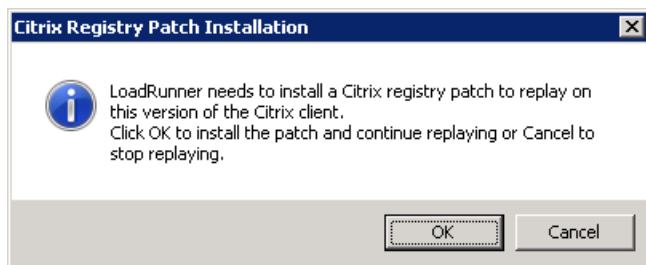 Citrix Registry Patch Installation
LoadRunner needs to install a Citrix registry patch to replay on
this version of the Citrix client.
Click OK to install the patch and continue replaying or Cancel to
stop replaying.
OK
Cancel